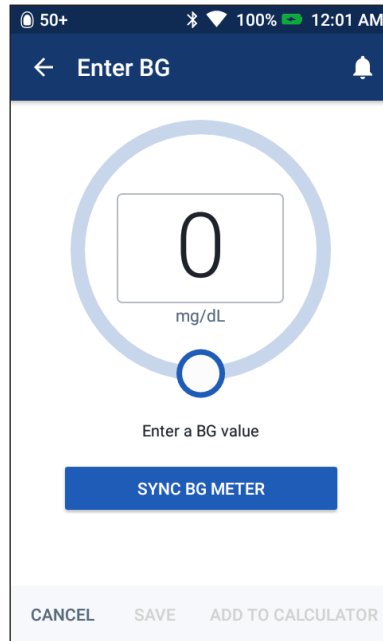 50+ 100% 12:01 AM
Enter BG
0
mg/dL
Enter a BG value
SYNC BG METER
CANCEL SAVE ADD TO CALCULATOR